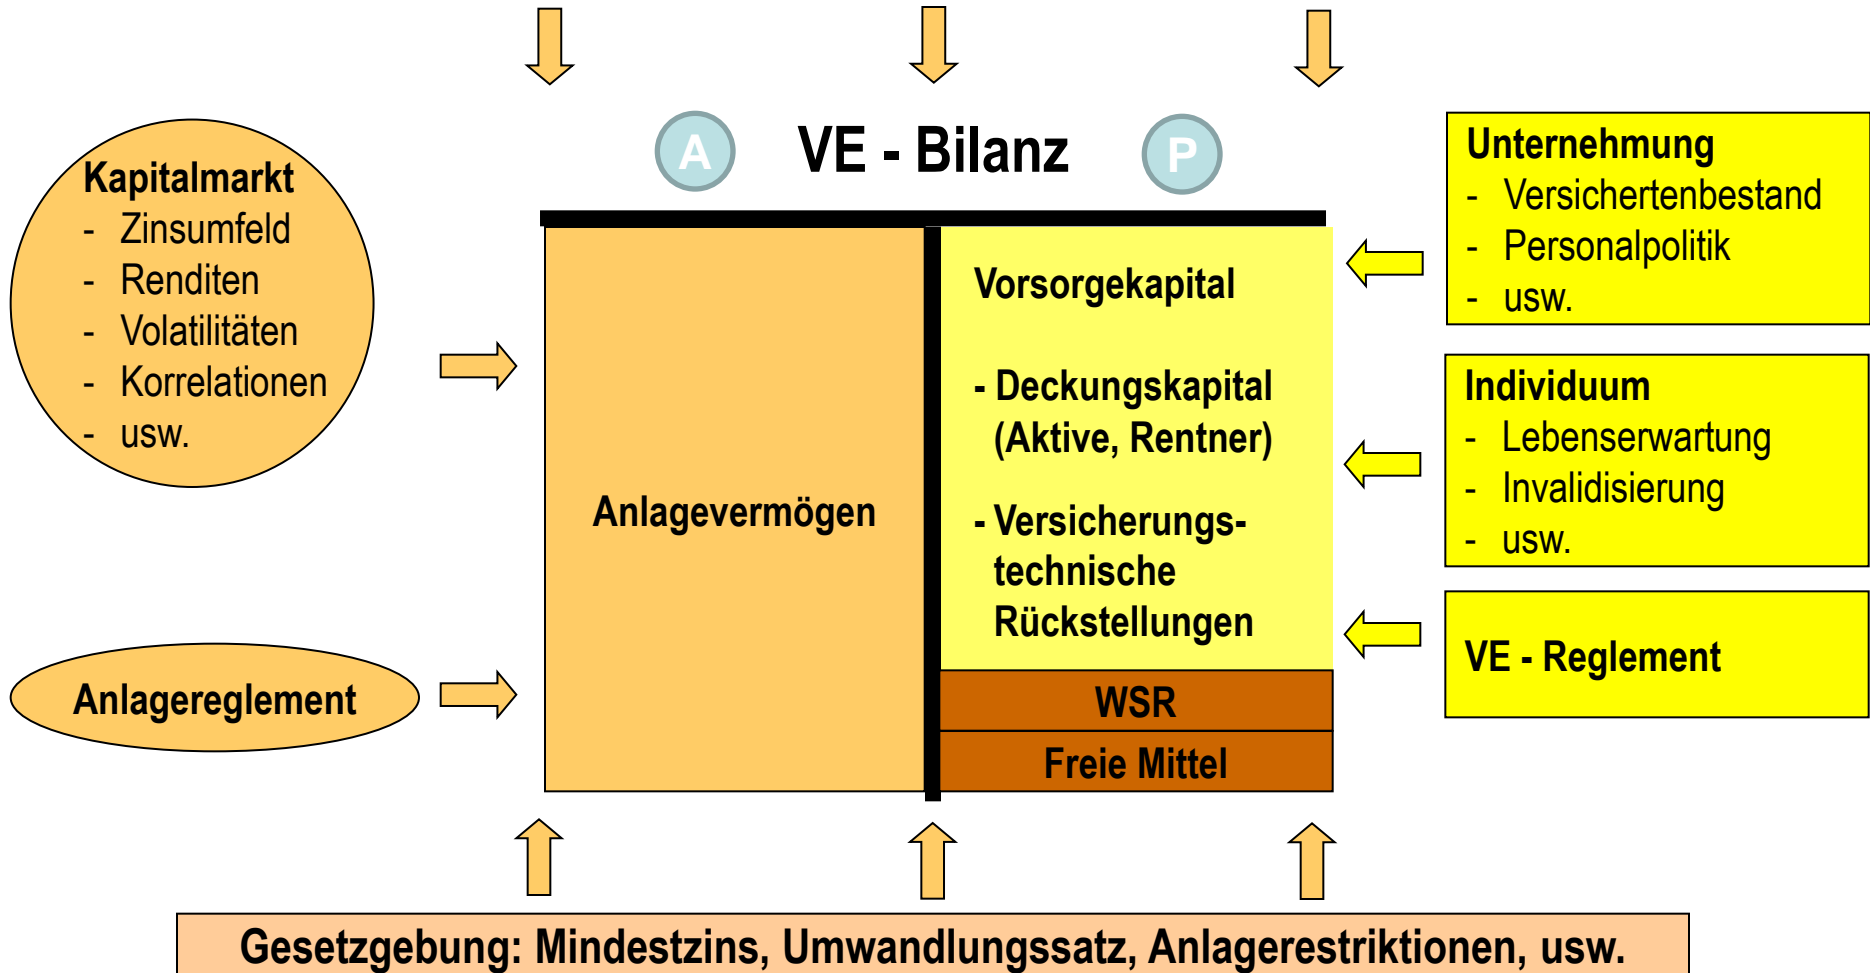 A VE - Bilanz P
Kapitalmarkt
- Zinsumfeld
- Renditen
- Volatilitäten
- Korrelationen
- usw.
Anlagereglement
Anlagevermögen
Vorsorgekapital
- Deckungskapital
(Aktive, Rentner)
- Versicherungs-
technische
Rückstellungen
WSR
Freie Mittel
Unternehmung
- Versichertenbestand
- Personalpolitik
- usw.
Individuum
- Lebenserwartung
- Invalidisierung
- usw.
VE - Reglement
Gesetzgebung: Mindestzins, Umwandlungssatz, Anlagerestriktionen, usw.